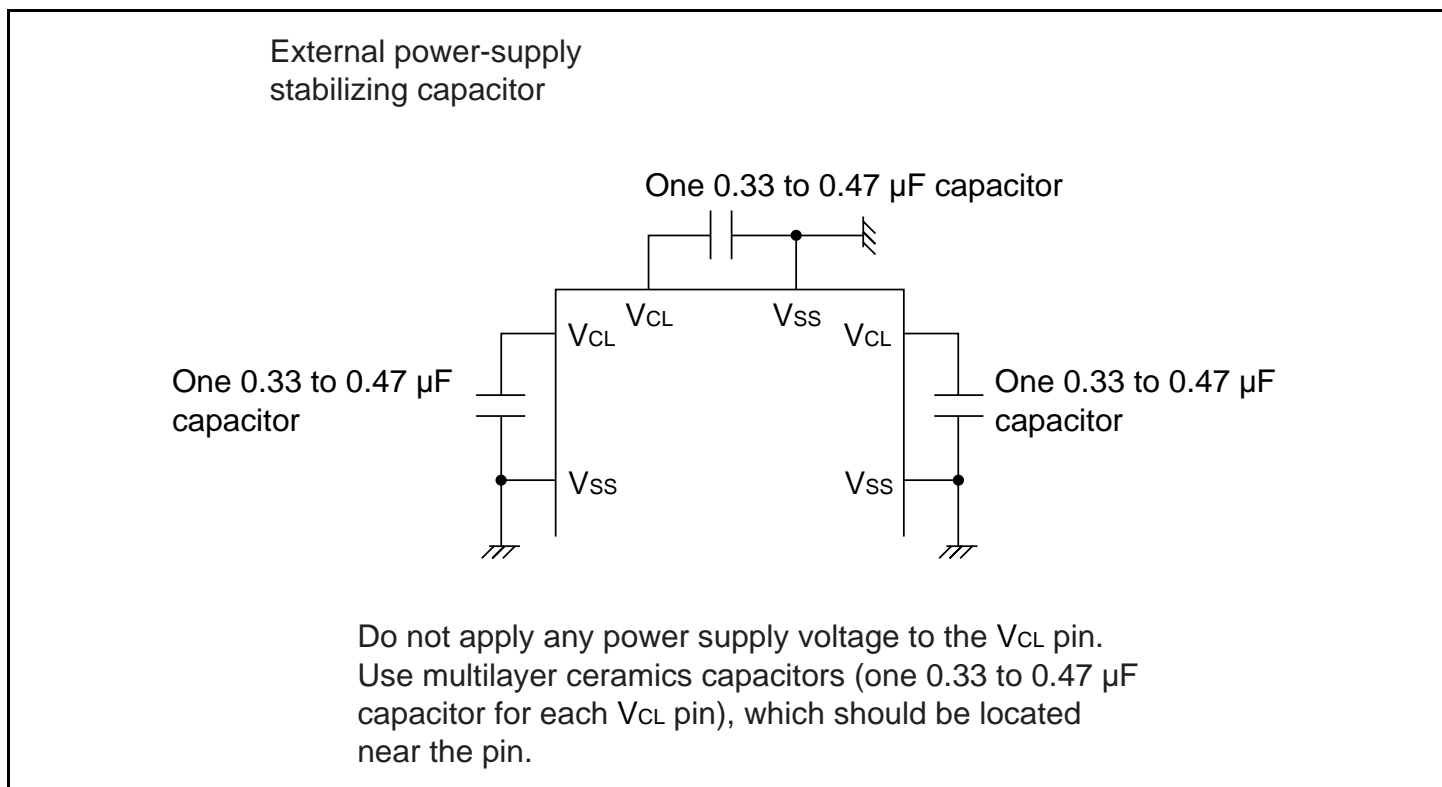 External power-supply
stabilizing capacitor
One 0.33 to 0.47 µF capacitor
VCL
VSS
VCL
VCL
One 0.33 to 0.47 µF
capacitor
One 0.33 to 0.47 µF
capacitor
VSS
VSS
Do not apply any power supply voltage to the VCL pin.
Use multilayer ceramics capacitors (one 0.33 to 0.47 µF
capacitor for each VCL pin), which should be located
near the pin.